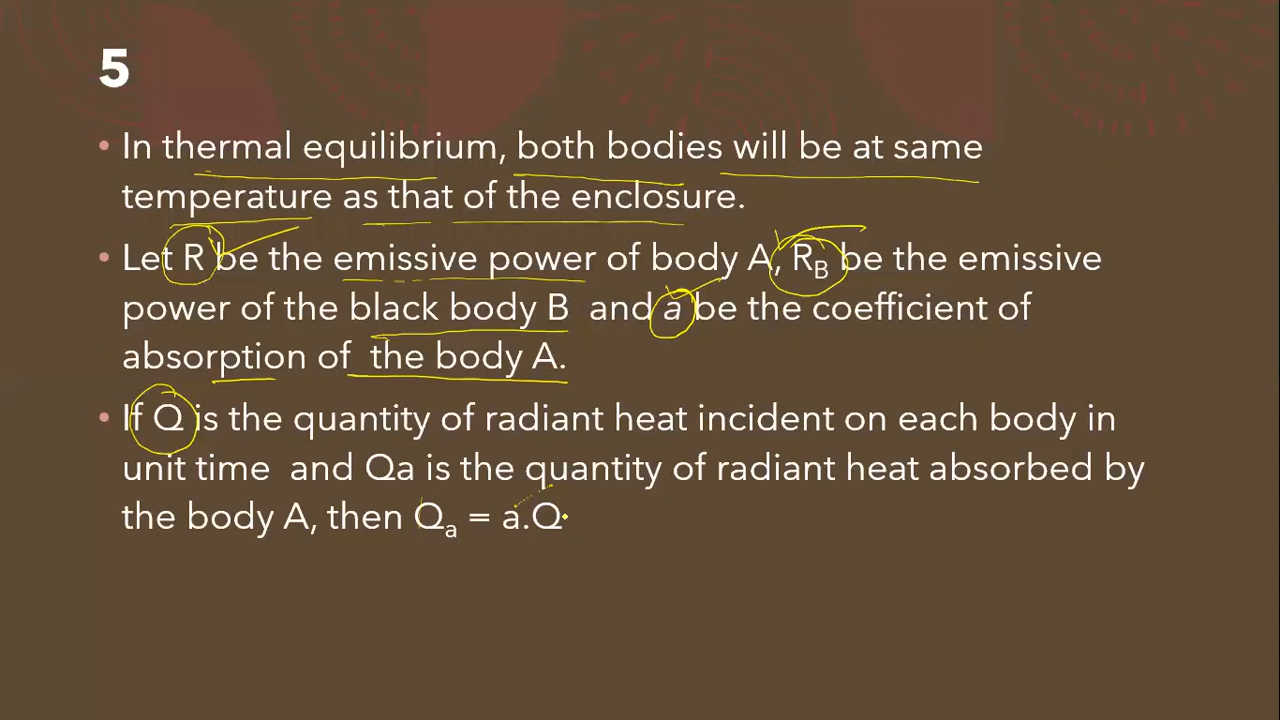 5
• In thermal equilibrium, both bodies will be at same
temperature as that of the enclosure.
• Let R be the emissive power of body A, R_B be the emissive
power of the black body B and a be the coefficient of
absorption of the body A.
• If Q is the quantity of radiant heat incident on each body in
unit time and Qa is the quantity of radiant heat absorbed by
the body A, then Q_a = a.Q